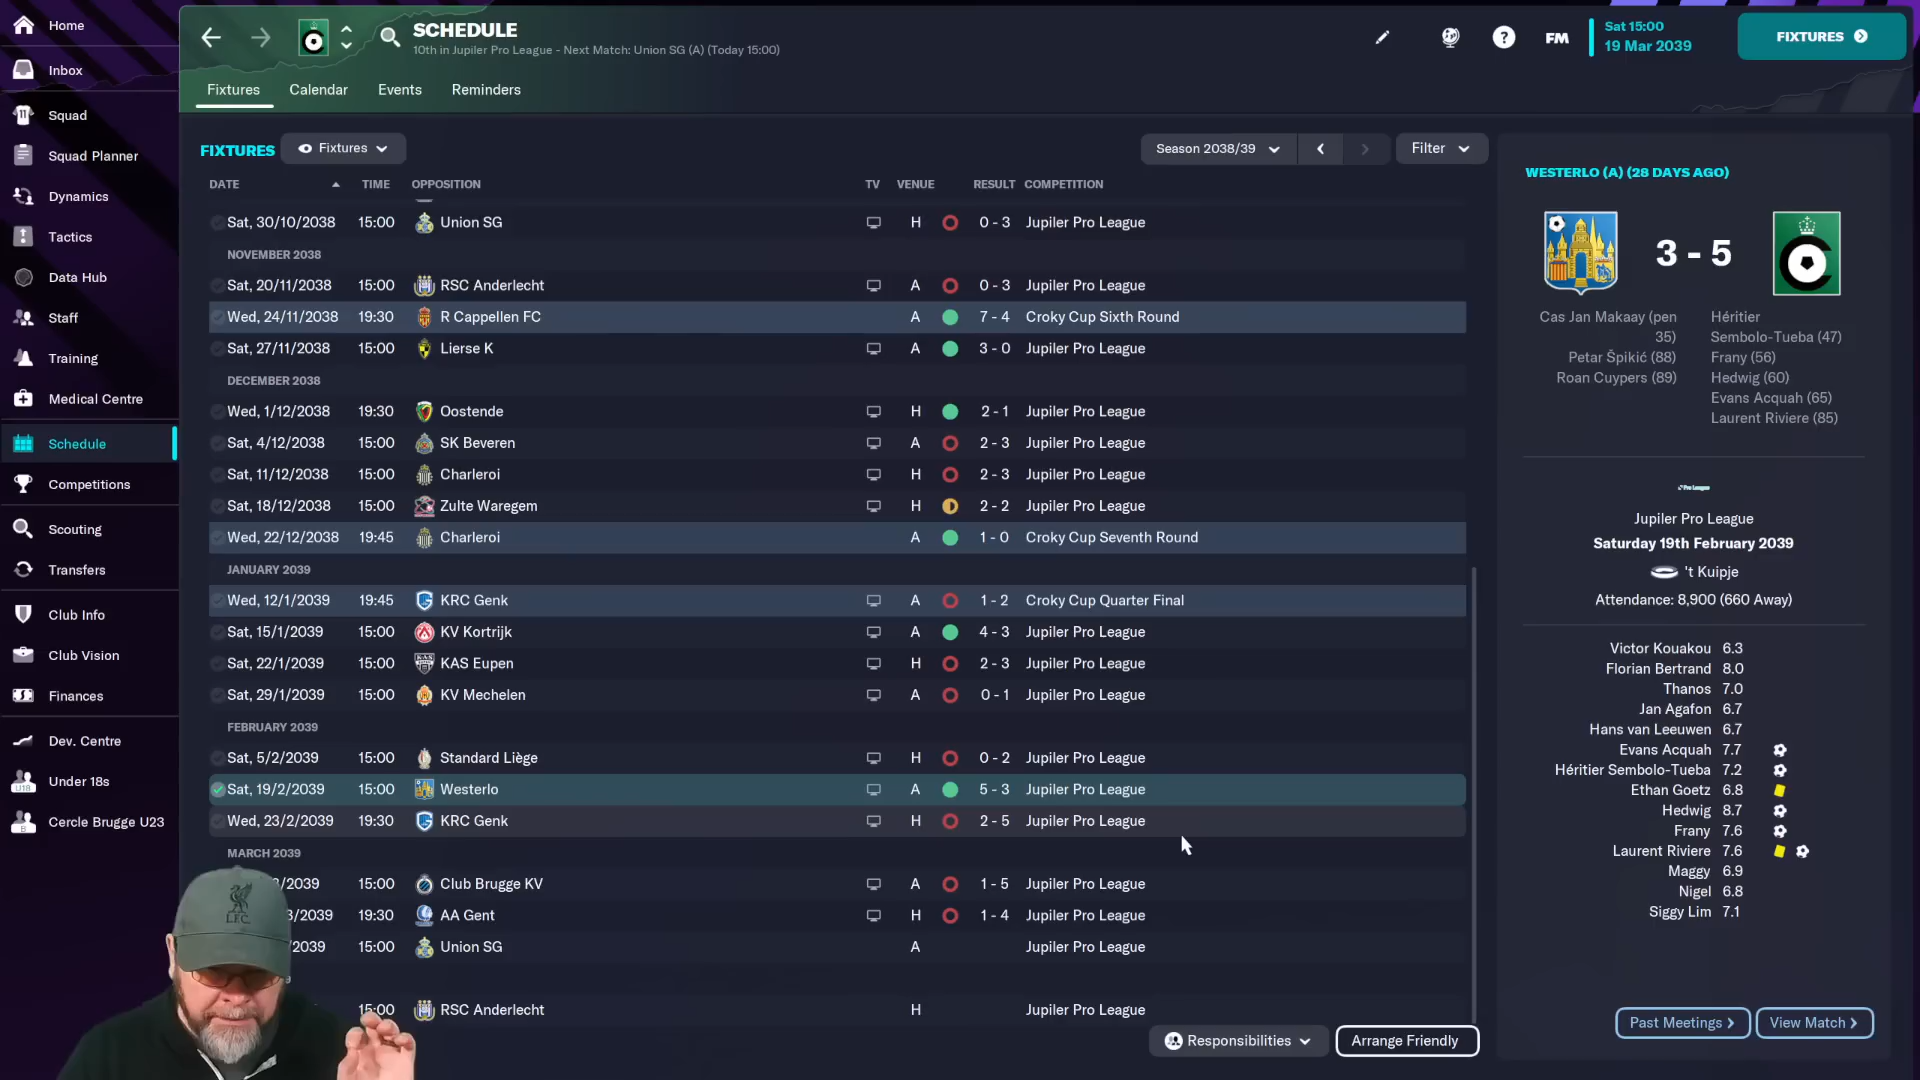 Home
Inbox
Squad
Squad Planner
Dynamics
Tactics
Data Hub
Staff
Training
Medical Centre
Schedule
Competitions
Scouting
Transfers
Club Info
Club Vision
Finances
Dev. Centre
Under 18s
Cercle Brugge U23
SCHEDULE
10th in Jupiler Pro League - Next Match: Union SG (A) (Today 15:00)
FM
Sat 15:00
19 Mar 2039
FIXTURES
Fixtures Calendar Events Reminders
FIXTURES Fixtures Season 2038/39 Filter
DATE TIME OPPOSITION TV VENUE RESULT COMPETITION
Sat, 30/10/2038 15:00 Union SG H 0 - 3 Jupiler Pro League
NOVEMBER 2038
Sat, 20/11/2038 15:00 RSC Anderlecht A 0 - 3 Jupiler Pro League
Wed, 24/11/2038 19:30 R Cappellen FC A 7 - 4 Croky Cup Sixth Round
Sat, 27/11/2038 15:00 Lierse K A 3 - 0 Jupiler Pro League
DECEMBER 2038
Wed, 1/12/2038 19:30 Oostende H 2 - 1 Jupiler Pro League
Sat, 4/12/2038 15:00 SK Beveren A 2 - 3 Jupiler Pro League
Sat, 11/12/2038 15:00 Charleroi H 2 - 3 Jupiler Pro League
Sat, 18/12/2038 15:00 Zulte Waregem H 2 - 2 Jupiler Pro League
Wed, 22/12/2038 19:45 Charleroi A 1 - 0 Croky Cup Seventh Round
JANUARY 2039
Wed, 12/1/2039 19:45 KRC Genk A 1 - 2 Croky Cup Quarter Final
Sat, 15/1/2039 15:00 KV Kortrijk A 4 - 3 Jupiler Pro League
Sat, 22/1/2039 15:00 KAS Eupen H 2 - 3 Jupiler Pro League
Sat, 29/1/2039 15:00 KV Mechelen A 0 - 1 Jupiler Pro League
FEBRUARY 2039
Sat, 5/2/2039 15:00 Standard Liège H 0 - 2 Jupiler Pro League
Sat, 19/2/2039 15:00 Westerlo A 5 - 3 Jupiler Pro League
Wed, 23/2/2039 19:30 KRC Genk H 2 - 5 Jupiler Pro League
MARCH 2039
/2039 15:00 Club Brugge KV A 1 - 5 Jupiler Pro League
3/2039 19:30 AA Gent H 1 - 4 Jupiler Pro League
/2039 15:00 Union SG A Jupiler Pro League
15:00 RSC Anderlecht H Jupiler Pro League
Responsibilities Arrange Friendly
WESTERLO (A) (28 DAYS AGO)
3 - 5
Cas Jan Makaay (pen
35)
Petar Špikić (88)
Roan Cuypers (89)
Héritier
Sembolo-Tueba (47)
Frany (56)
Hedwig (60)
Evans Acquah (65)
Laurent Riviere (85)
Pro League
Jupiler Pro League
Saturday 19th February 2039
't Kuipje
Attendance: 8,900 (660 Away)
Victor Kouakou 6.3
Florian Bertrand 8.0
Thanos 7.0
Jan Agafon 6.7
Hans van Leeuwen 6.7
Evans Acquah 7.7
Héritier Sembolo-Tueba 7.2
Ethan Goetz 6.8
Hedwig 8.7
Frany 7.6
Laurent Riviere 7.6
Maggy 6.9
Nigel 6.8
Siggy Lim 7.1
Past Meetings View Match
L.F.C.